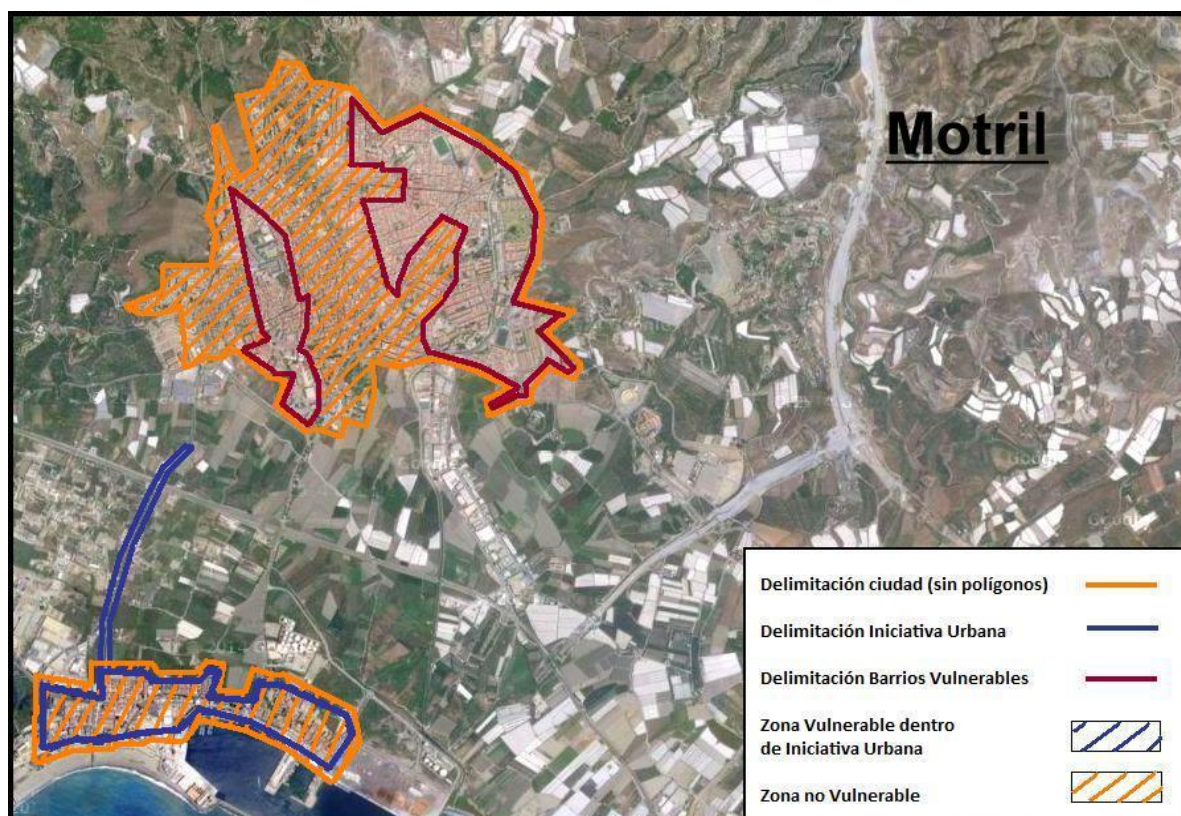 Motril
Delimitación ciudad (sin polígonos)
Delimitación Iniciativa Urbana
Delimitación Barrios Vulnerables
Zona Vulnerable dentro
de Iniciativa Urbana
Zona no Vulnerable